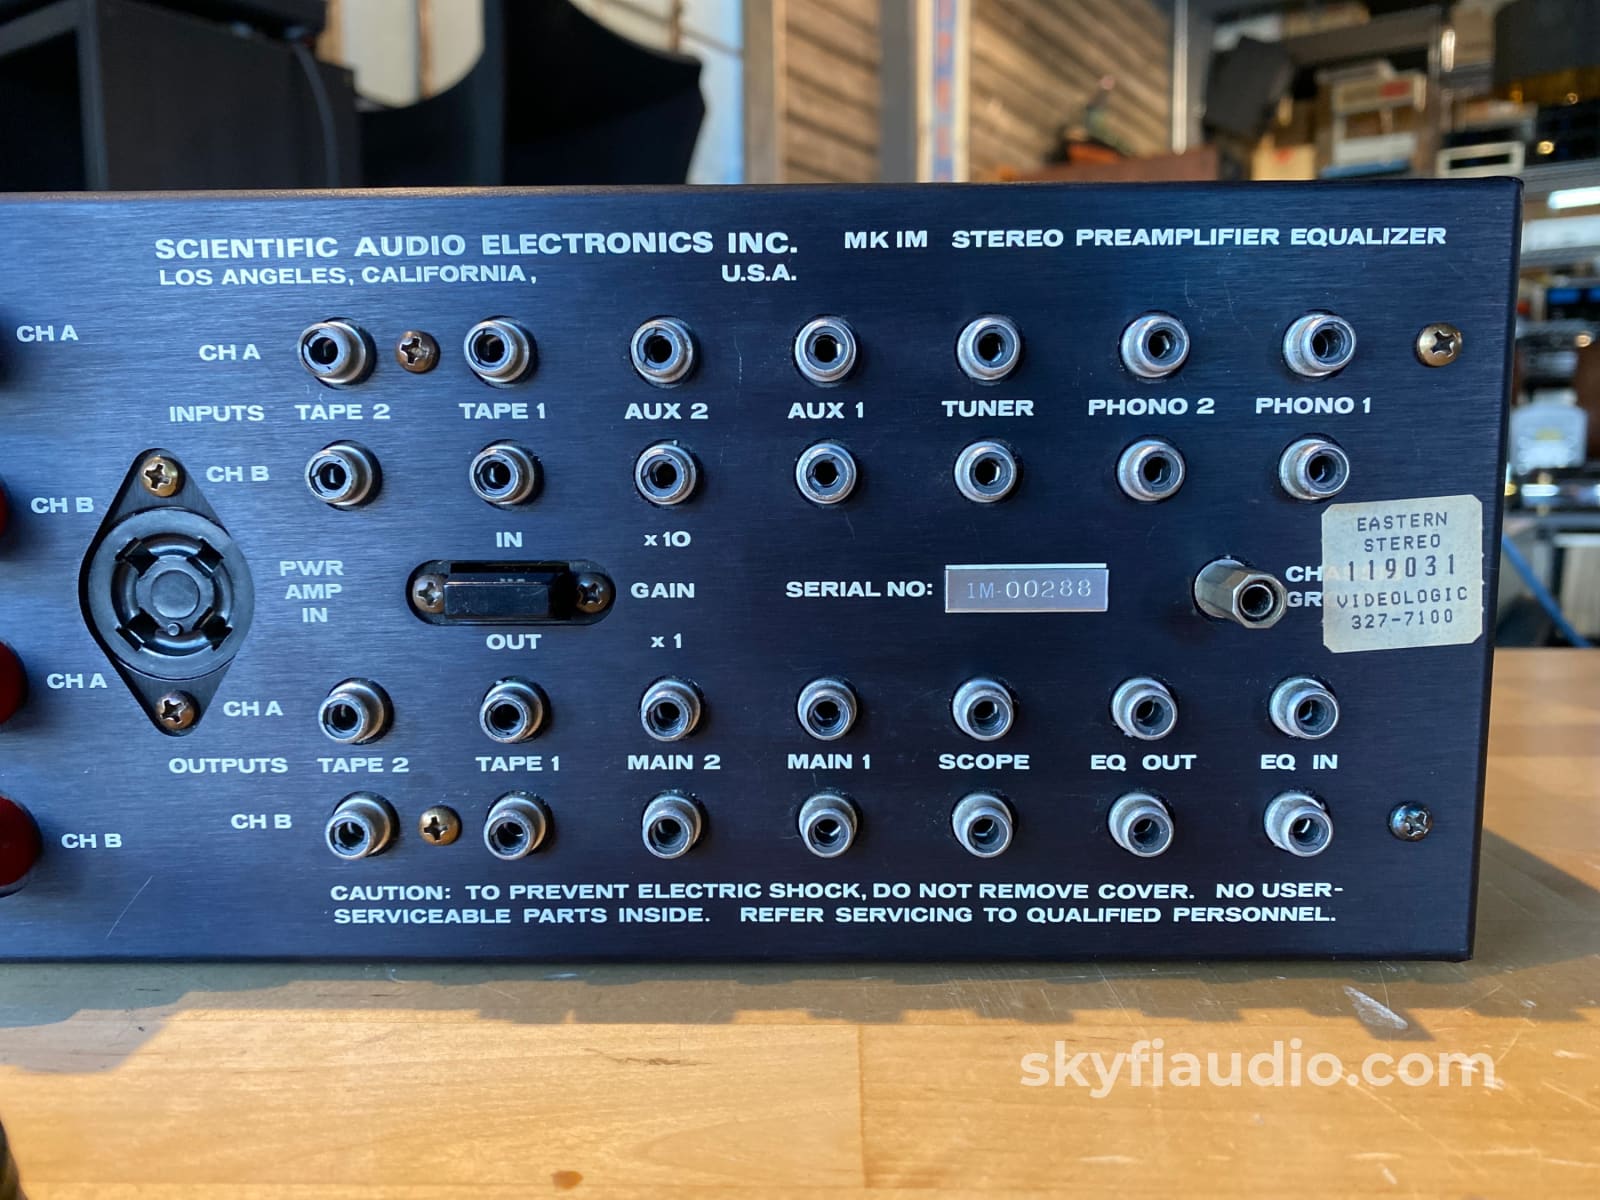 SCIENTIFIC AUDIO ELECTRONICS INC. MK IM STEREO PREAMPLIFIER EQUALIZER
LOS ANGELES, CALIFORNIA, U.S.A.
CH A
CH A
INPUTS TAPE 2 TAPE 1 AUX 2 AUX 1 TUNER PHONO 2 PHONO 1
CH B
CH B
IN x 10
PWR
AMP
IN
GAIN
SERIAL NO: 1M-00288
CHA
GR
EASTERN
STEREO
119031
VIDEOLOGIC
327-7100
OUT x 1
CH A
CH A
OUTPUTS TAPE 2 TAPE 1 MAIN 2 MAIN 1 SCOPE EQ OUT EQ IN
CH B
CH B
CAUTION: TO PREVENT ELECTRIC SHOCK, DO NOT REMOVE COVER. NO USER-
SERVICEABLE PARTS INSIDE. REFER SERVICING TO QUALIFIED PERSONNEL.
skyfiaudio.com